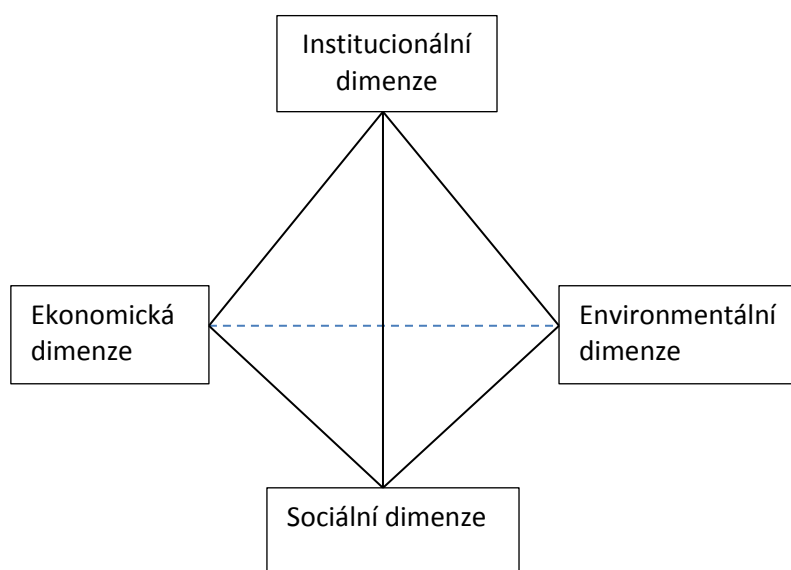 Institucionální
dimenze
Ekonomická
dimenze
Environmentální
dimenze
Sociální dimenze